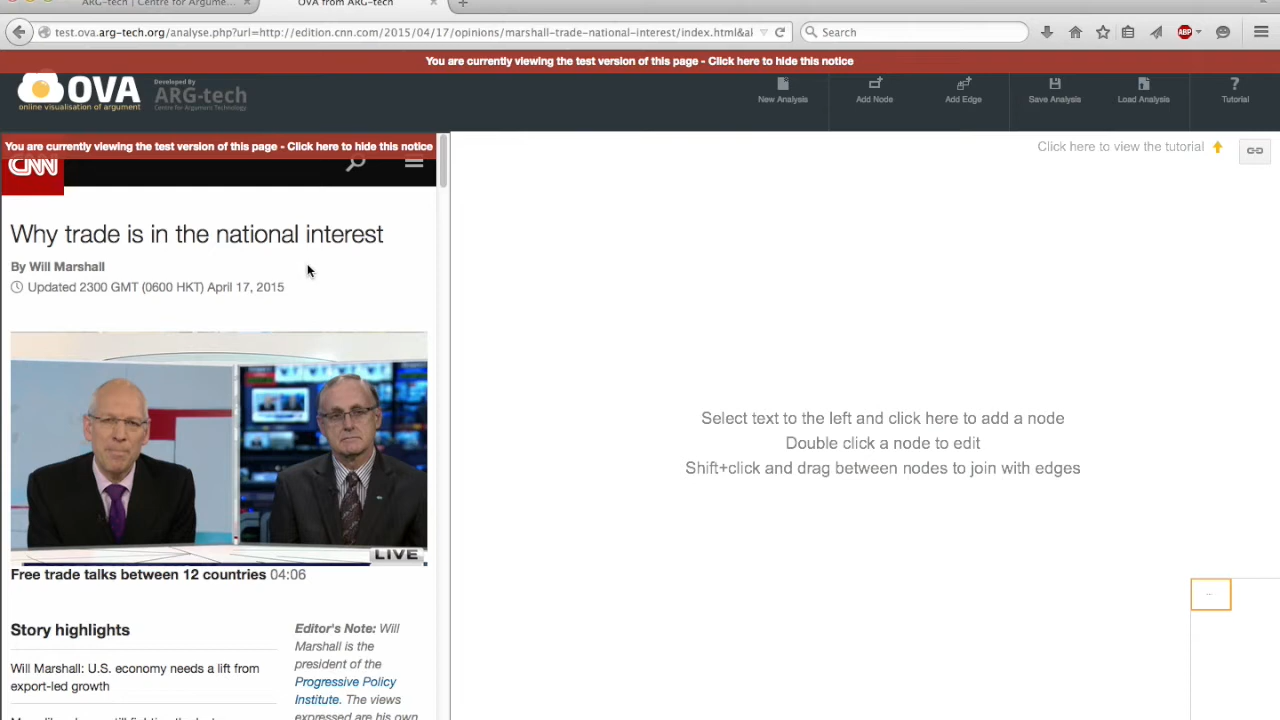 ARG-tech | Centre for Argume...
OVA from ARG-tech
test.ova.arg-tech.org/analyse.php?url=http://edition.cnn.com/2015/04/17/opinions/marshall-trade-national-interest/index.html&al
Search
ABP
You are currently viewing the test version of this page - Click here to hide this notice
OVA
online visualisation of argument
Developed By
ARG-tech
Centre for Argument Technology
New Analysis
Add Node
Add Edge
Save Analysis
Load Analysis
?
Tutorial
You are currently viewing the test version of this page - Click here to hide this notice
CNN
Click here to view the tutorial
Why trade is in the national interest
By Will Marshall
Updated 2300 GMT (0600 HKT) April 17, 2015
LIVE
Free trade talks between 12 countries 04:06
Select text to the left and click here to add a node
Double click a node to edit
Shift+click and drag between nodes to join with edges
Story highlights
Will Marshall: U.S. economy needs a lift from
export-led growth
Editor's Note: Will
Marshall is the
president of the
Progressive Policy
Institute. The views
expressed are his own